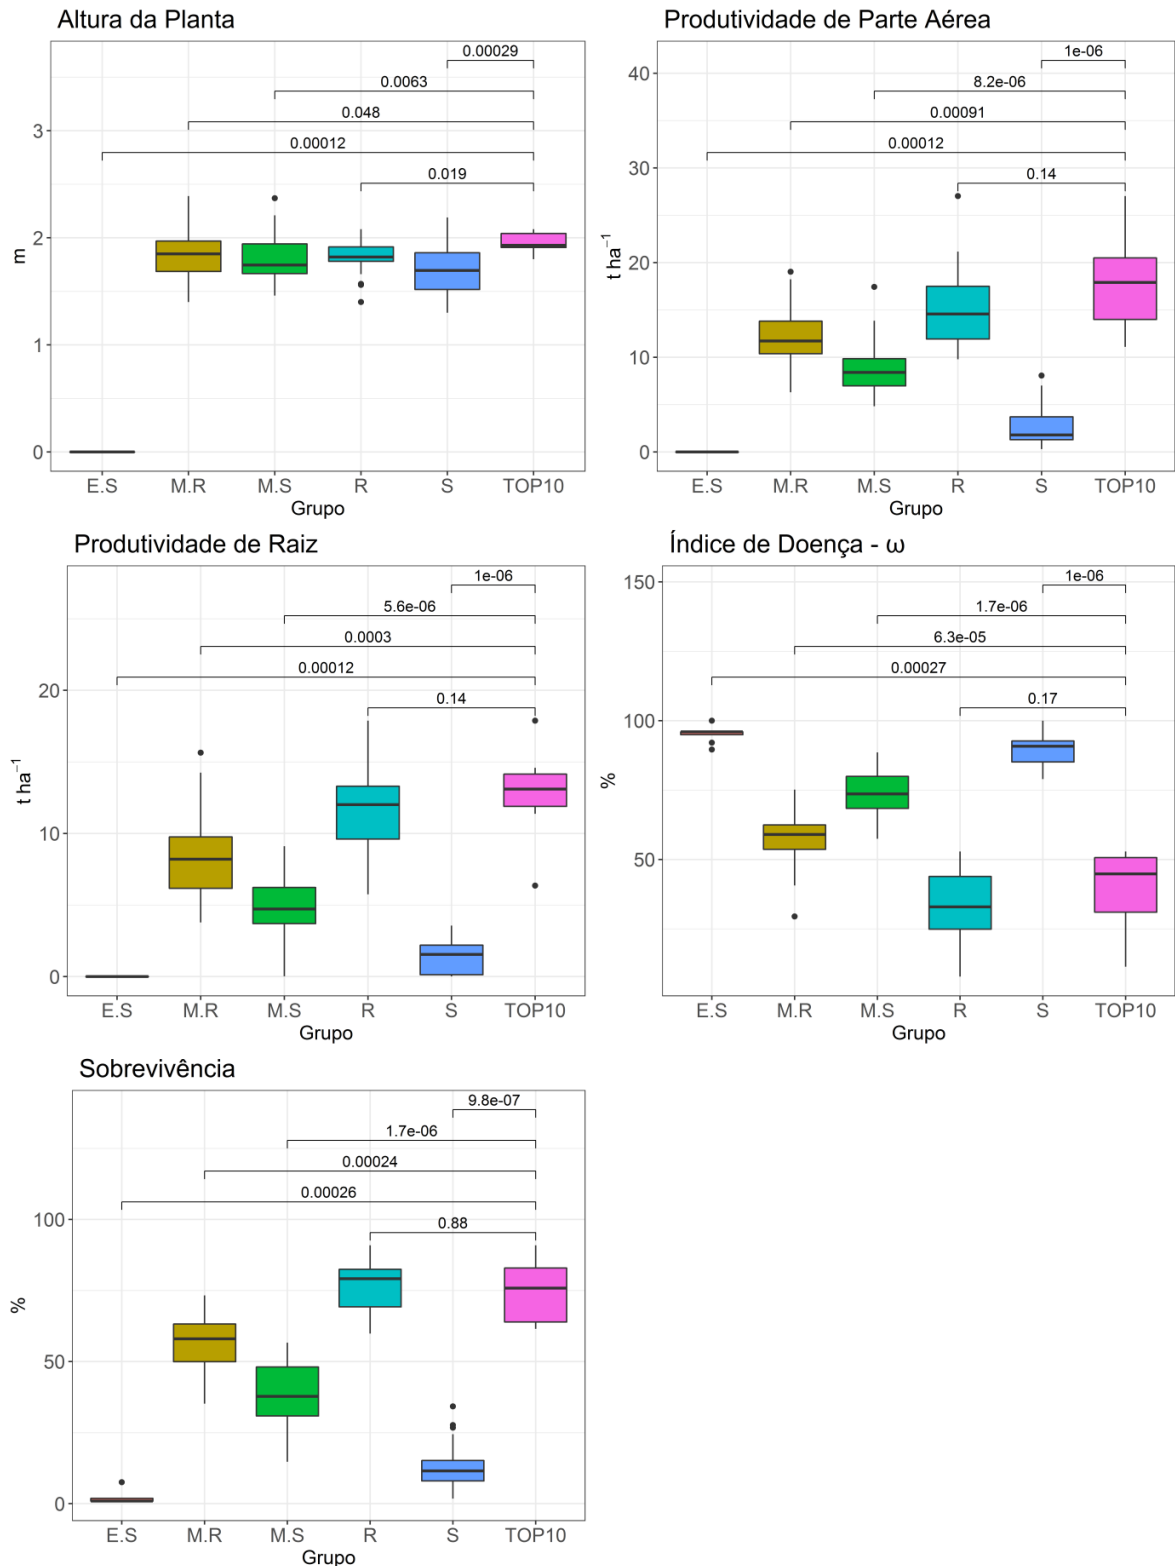 Altura da Planta
0.00029
0.0063
0.048
0.00012
0.019
3
2
1
0
m
E.S M.R M.S R S TOP10
Grupo
Produtividade de Parte Aérea
1e-06
8.2e-06
0.00091
0.00012
0.14
40
30
20
10
0
t ha⁻¹
E.S M.R M.S R S TOP10
Grupo
Produtividade de Raiz
1e-06
5.6e-06
0.0003
0.00012
0.14
20
10
0
t ha⁻¹
E.S M.R M.S R S TOP10
Grupo
Índice de Doença - ω
1e-06
1.7e-06
6.3e-05
0.00027
0.17
150
100
50
%
E.S M.R M.S R S TOP10
Grupo
Sobrevivência
9.8e-07
1.7e-06
0.00024
0.00026
0.88
100
50
0
%
E.S M.R M.S R S TOP10
Grupo